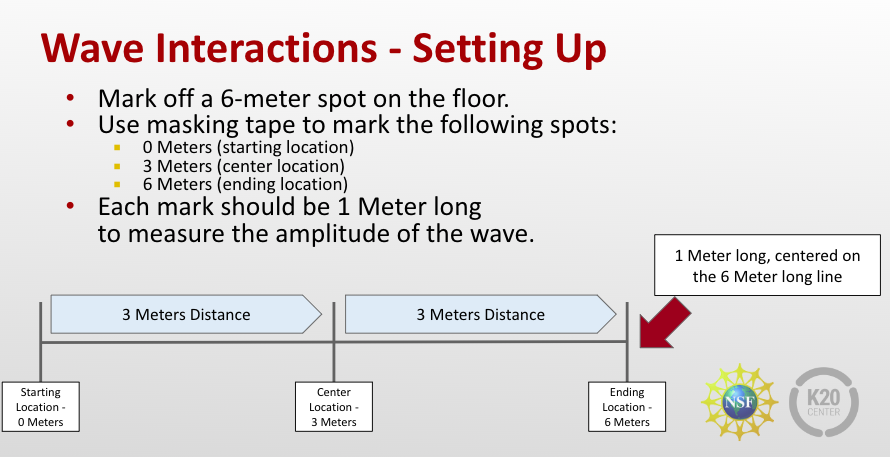 Wave Interactions - Setting Up
• Mark off a 6-meter spot on the floor.
• Use masking tape to mark the following spots:
▪ 0 Meters (starting location)
▪ 3 Meters (center location)
▪ 6 Meters (ending location)
• Each mark should be 1 Meter long
to measure the amplitude of the wave.
1 Meter long, centered on
the 6 Meter long line
3 Meters Distance
3 Meters Distance
Starting
Location -
0 Meters
Center
Location -
3 Meters
Ending
Location -
6 Meters
NSF
K20
CENTER